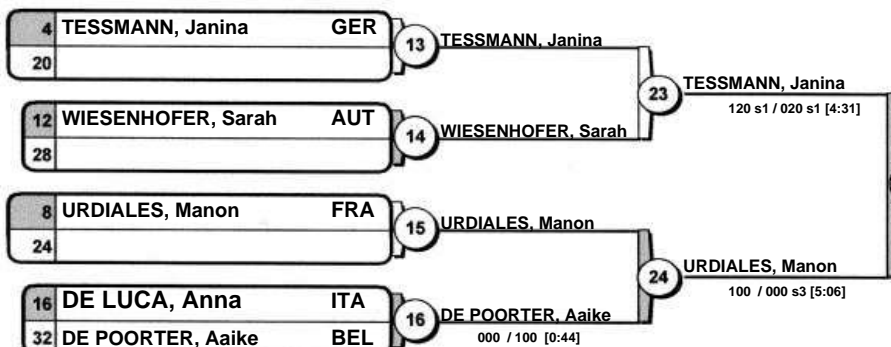 4 TESSMANN, Janina GER
20
13 TESSMANN, Janina
12 WIESENHOFER, Sarah AUT
28
14 WIESENHOFER, Sarah
23 TESSMANN, Janina
120 s1 / 020 s1 [4:31]
8 URDIALES, Manon FRA
24
15 URDIALES, Manon
16 DE LUCA, Anna ITA
32 DE POORTER, Aaike BEL
16 DE POORTER, Aaike
000 / 100 [0:44]
24 URDIALES, Manon
100 / 000 s3 [5:06]